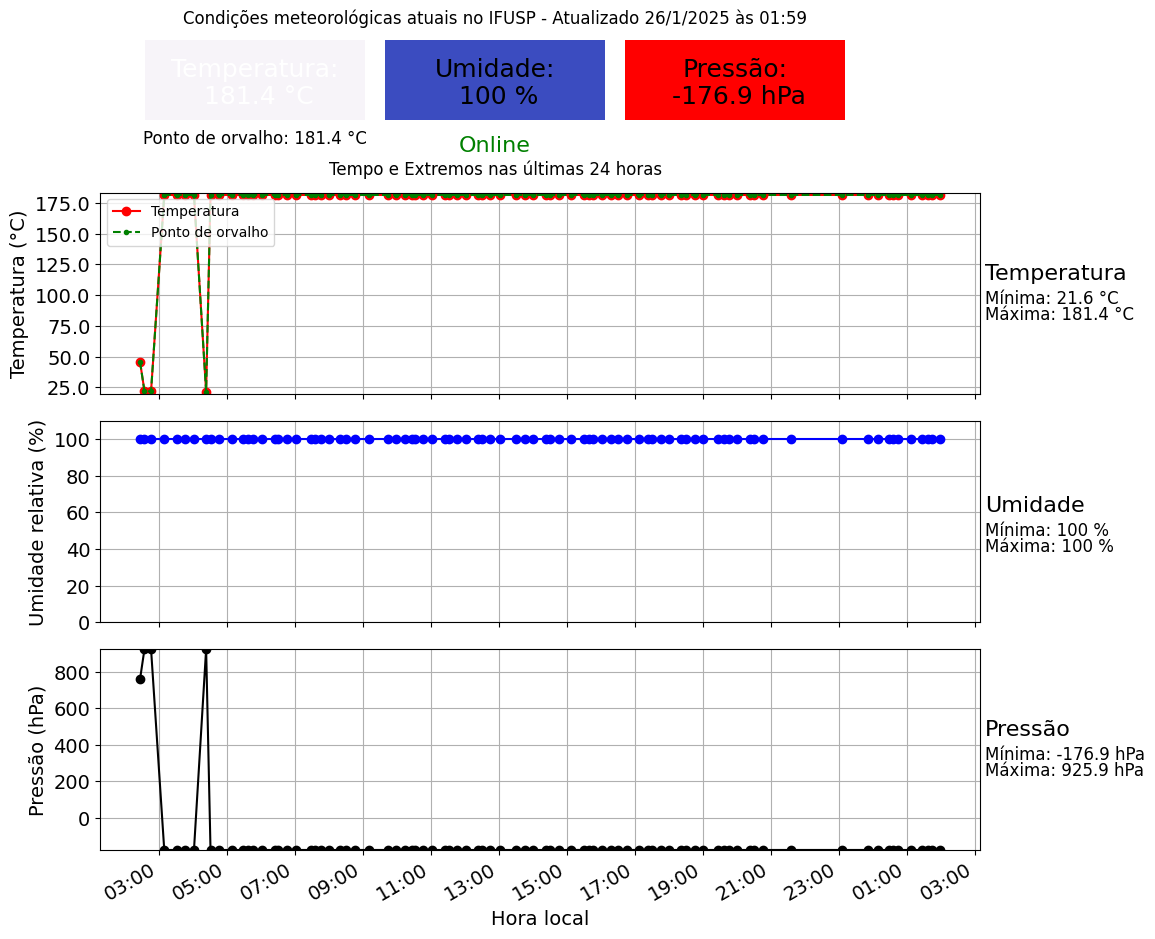 Condições meteorológicas atuais no IFUSP - Atualizado 26/1/2025 às 01:59
Temperatura:
181.4 °C
Umidade:
100 %
Pressão:
-176.9 hPa
Ponto de orvalho: 181.4 °C
Online
Tempo e Extremos nas últimas 24 horas
Temperatura (°C)
175.0
150.0
125.0
100.0
75.0
50.0
25.0
Temperatura
Ponto de orvalho
Temperatura
Mínima: 21.6 °C
Máxima: 181.4 °C
Umidade relativa (%)
100
80
60
40
20
0
Umidade
Mínima: 100 %
Máxima: 100 %
Pressão (hPa)
800
600
400
200
0
Pressão
Mínima: -176.9 hPa
Máxima: 925.9 hPa
03:00 05:00 07:00 09:00 11:00 13:00 15:00 17:00 19:00 21:00 23:00 01:00 03:00
Hora local